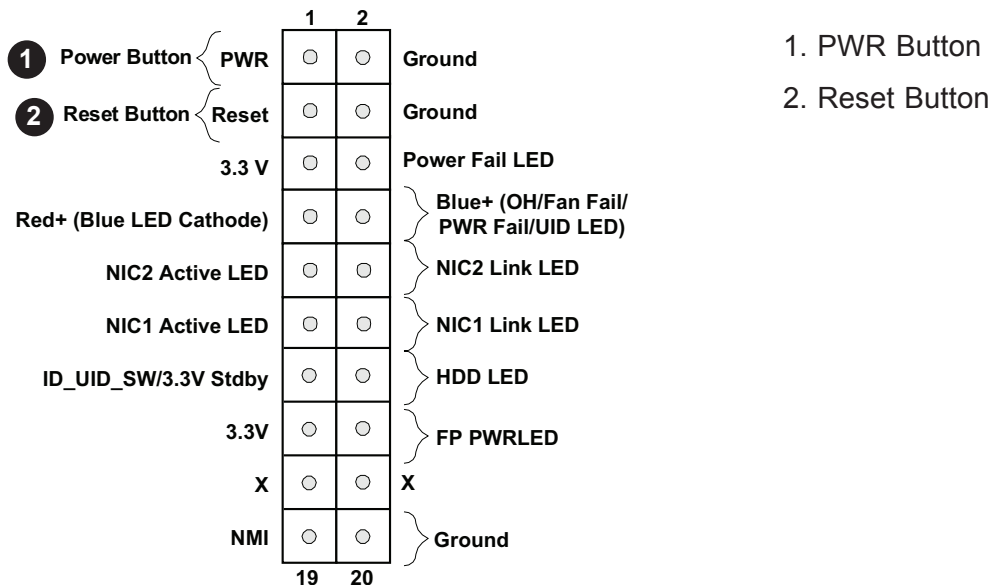 1 2
1 Power Button PWR Ground
2 Reset Button Reset Ground
3.3 V Power Fail LED
Red+ (Blue LED Cathode) Blue+ (OH/Fan Fail/
PWR Fail/UID LED)
NIC2 Active LED NIC2 Link LED
NIC1 Active LED NIC1 Link LED
ID_UID_SW/3.3V Stdby HDD LED
3.3V FP PWRLED
X X
NMI Ground
19 20
1. PWR Button
2. Reset Button